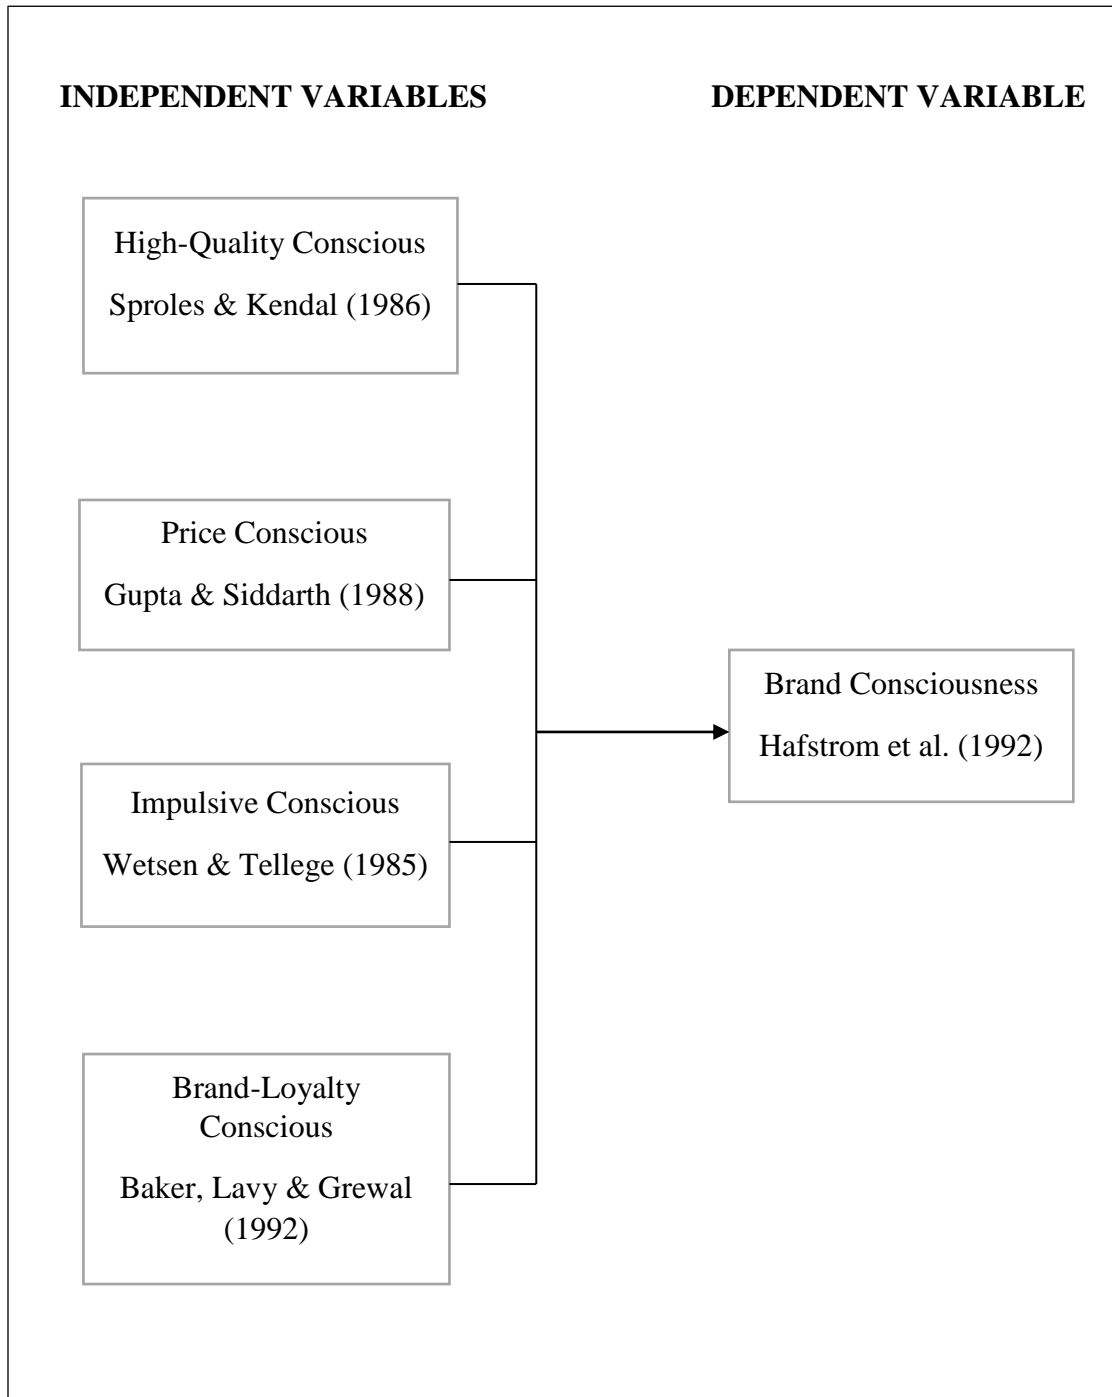 INDEPENDENT VARIABLES
DEPENDENT VARIABLE
High-Quality Conscious
Sproles & Kendal (1986)
Price Conscious
Gupta & Siddarth (1988)
Impulsive Conscious
Wetsen & Tellege (1985)
Brand-Loyalty
Conscious
Baker, Lavy & Grewal
(1992)
Brand Consciousness
Hafstrom et al. (1992)